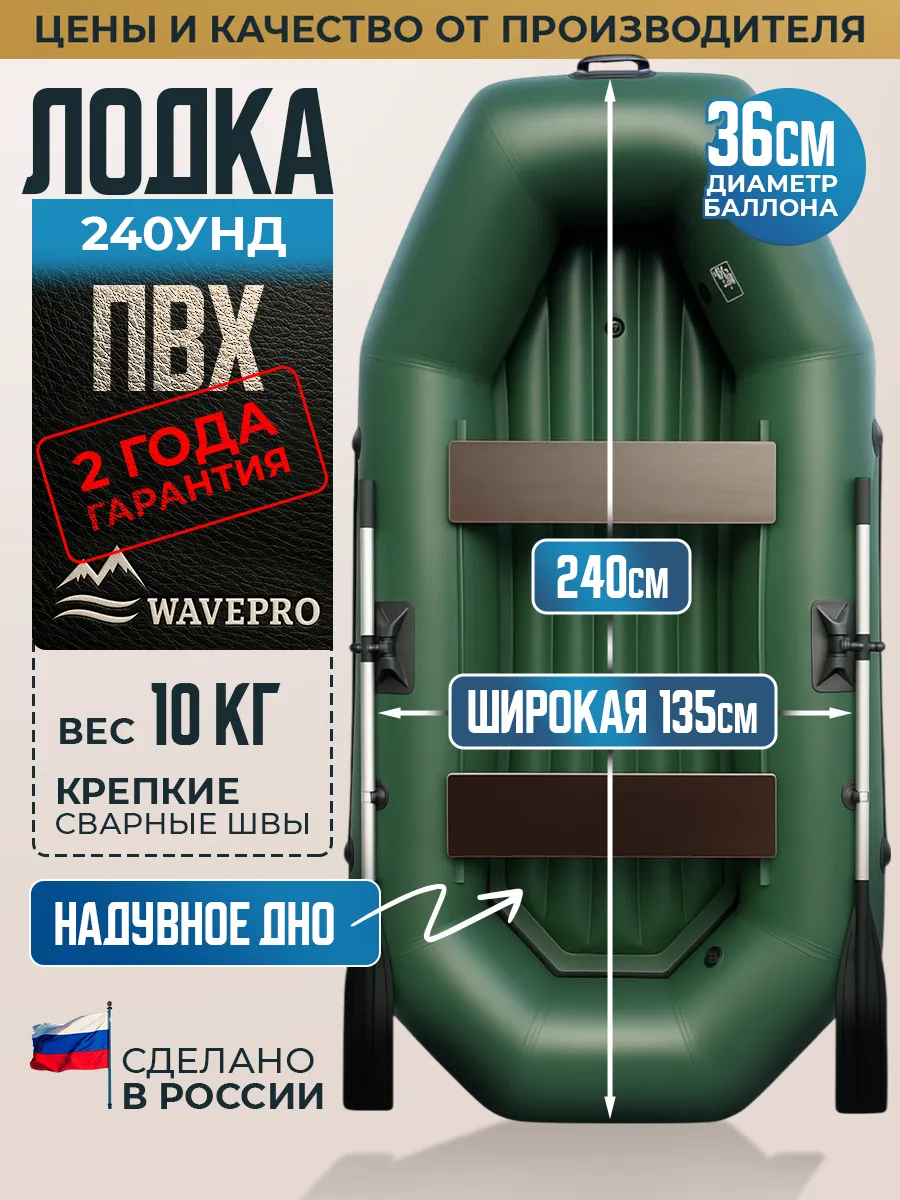 ЦЕНЫ И КАЧЕСТВО ОТ ПРОИЗВОДИТЕЛЯ
ЛОДКА
240УНД
ПВХ
2 ГОДА
ГАРАНТИЯ
WAVEPRO
ВЕС 10 КГ
КРЕПКИЕ
СВАРНЫЕ ШВЫ
НАДУВНОЕ ДНО
СДЕЛАНО
В РОССИИ
36СМ
ДИАМЕТР
БАЛЛОНА
240СМ
ШИРОКАЯ 135СМ